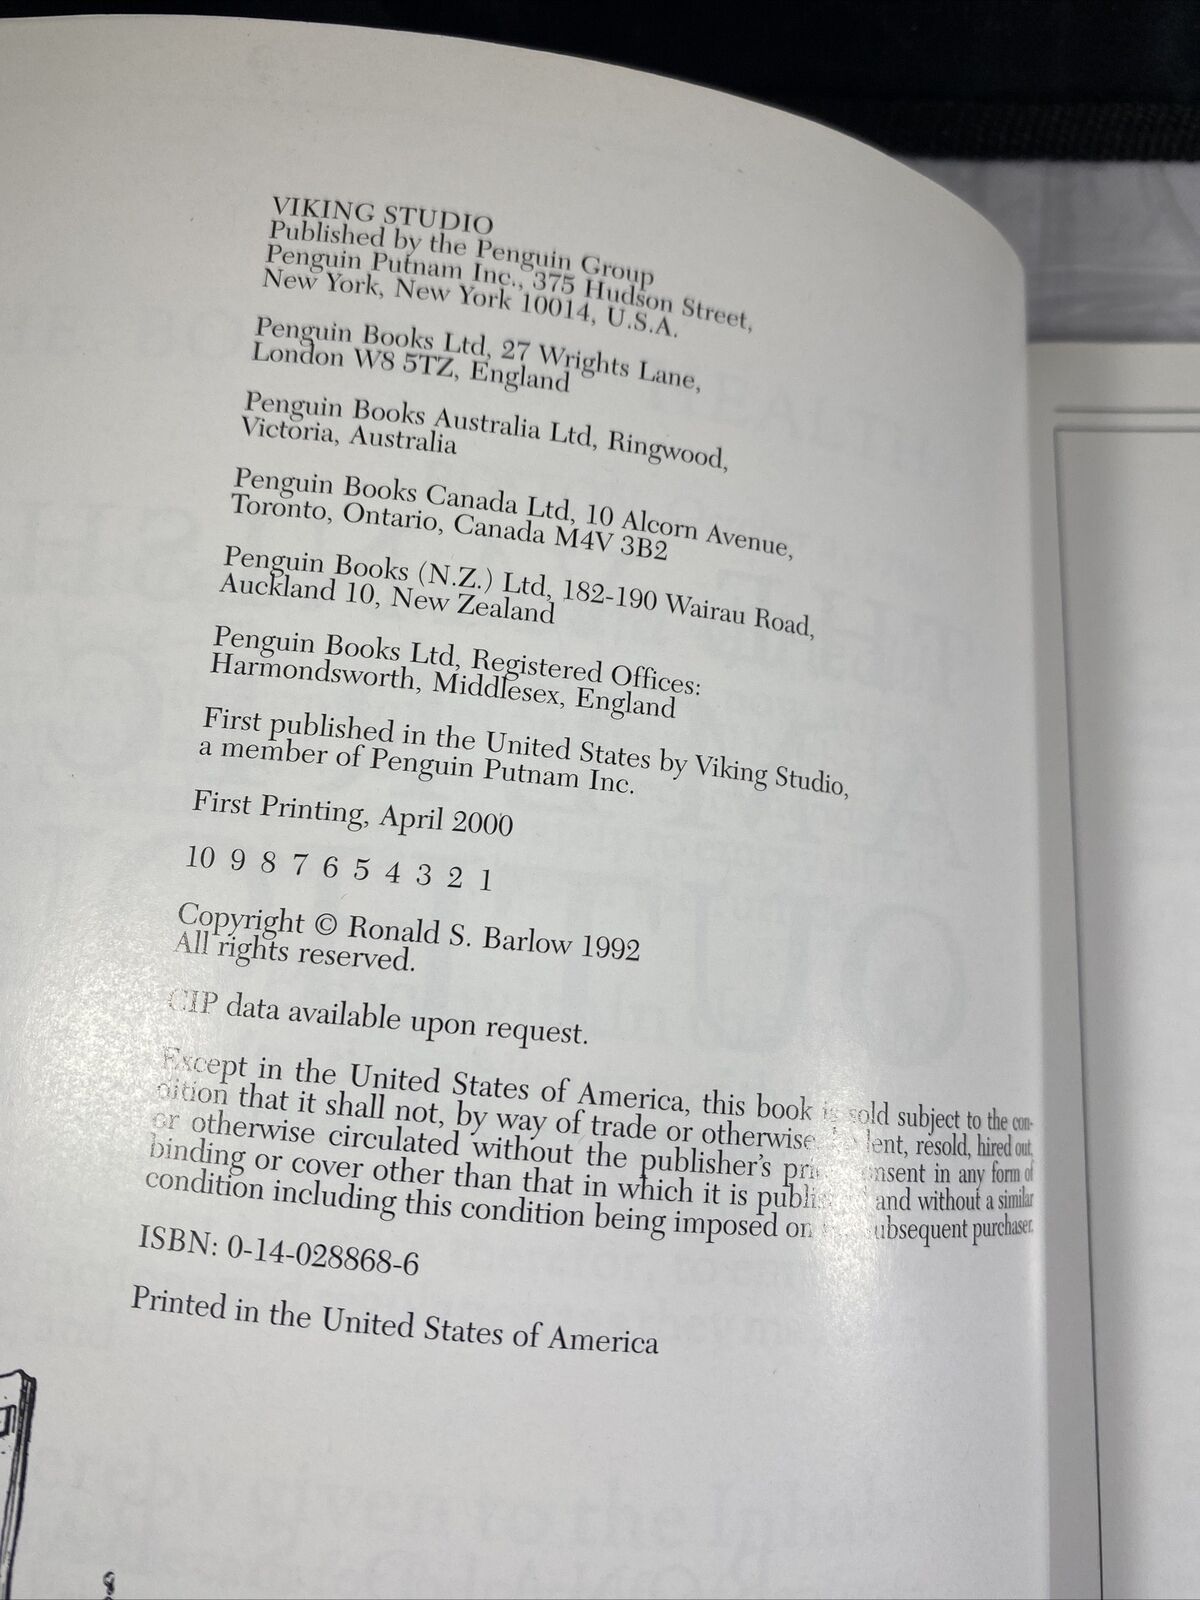 VIKING STUDIO
Published by the Penguin Group
Penguin Putnam Inc., 375 Hudson Street,
New York, New York 10014, U.S.A.
Penguin Books Ltd, 27 Wrights Lane,
London W8 5TZ, England
Penguin Books Australia Ltd, Ringwood,
Victoria, Australia
Penguin Books Canada Ltd, 10 Alcorn Avenue,
Toronto, Ontario, Canada M4V 3B2
Penguin Books (N.Z.) Ltd, 182-190 Wairau Road,
Auckland 10, New Zealand
Penguin Books Ltd, Registered Offices:
Harmondsworth, Middlesex, England
First published in the United States by Viking Studio,
a member of Penguin Putnam Inc.
First Printing, April 2000
10 9 8 7 6 5 4 3 2 1
Copyright © Ronald S. Barlow 1992
All rights reserved.
CIP data available upon request.
Except in the United States of America, this book is sold subject to the con-
dition that it shall not, by way of trade or otherwise, lent, resold, hired out,
or otherwise circulated without the publisher's prior consent in any form of
binding or cover other than that in which it is published and without a similar
condition including this condition being imposed on subsequent purchaser.
ISBN: 0-14-028868-6
Printed in the United States of America